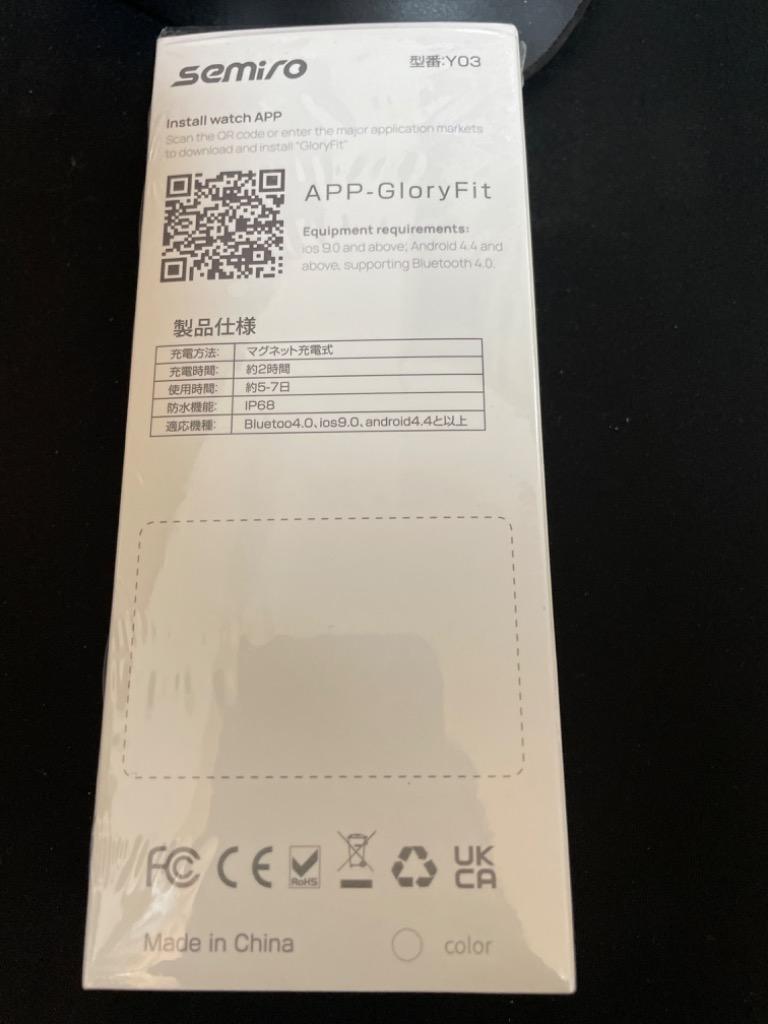 semiro
型番:Y03
Install watch APP
Scan the QR code or enter the major application markets
to download and install "GloryFit"
APP-GloryFit
Equipment requirements:
ios 9.0 and above; Android 4.4 and
above, supporting Bluetooth 4.0.
製品仕様
充電方法: マグネット充電式
充電時間: 約2時間
使用時間: 約5-7日
防水機能: IP68
適応機種: Bluetoo4.0、ios9.0、android4.4と以上
FC CE RoHS UK
CA
Made in China
color